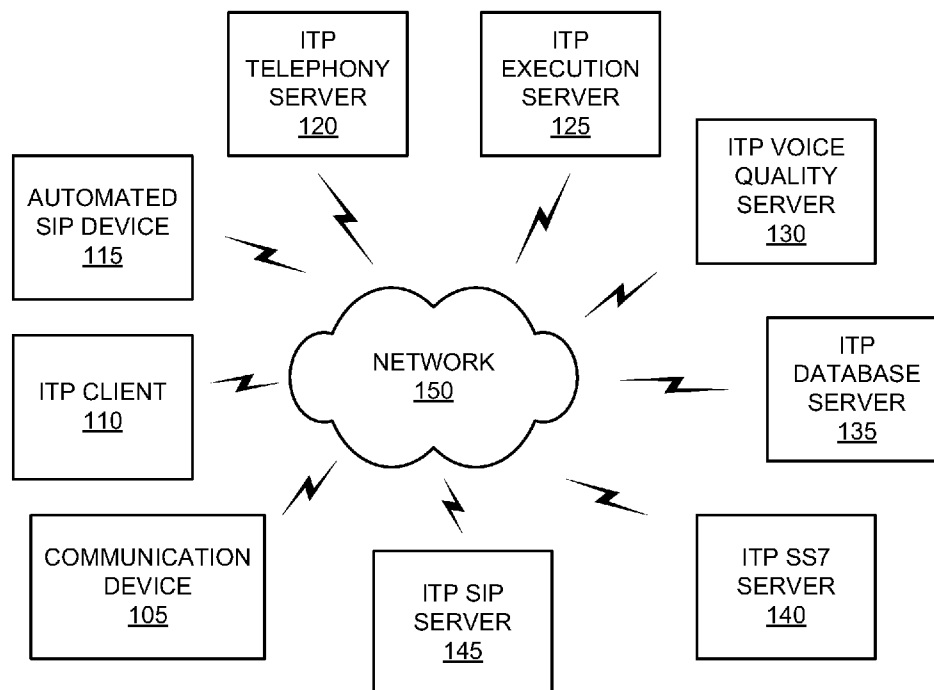 ITP
TELEPHONY
SERVER
120
ITP
EXECUTION
SERVER
125
ITP VOICE
QUALITY
SERVER
130
AUTOMATED
SIP DEVICE
115
ITP CLIENT
110
NETWORK
150
ITP
DATABASE
SERVER
135
COMMUNICATION
DEVICE
105
ITP SIP
SERVER
145
ITP SS7
SERVER
140